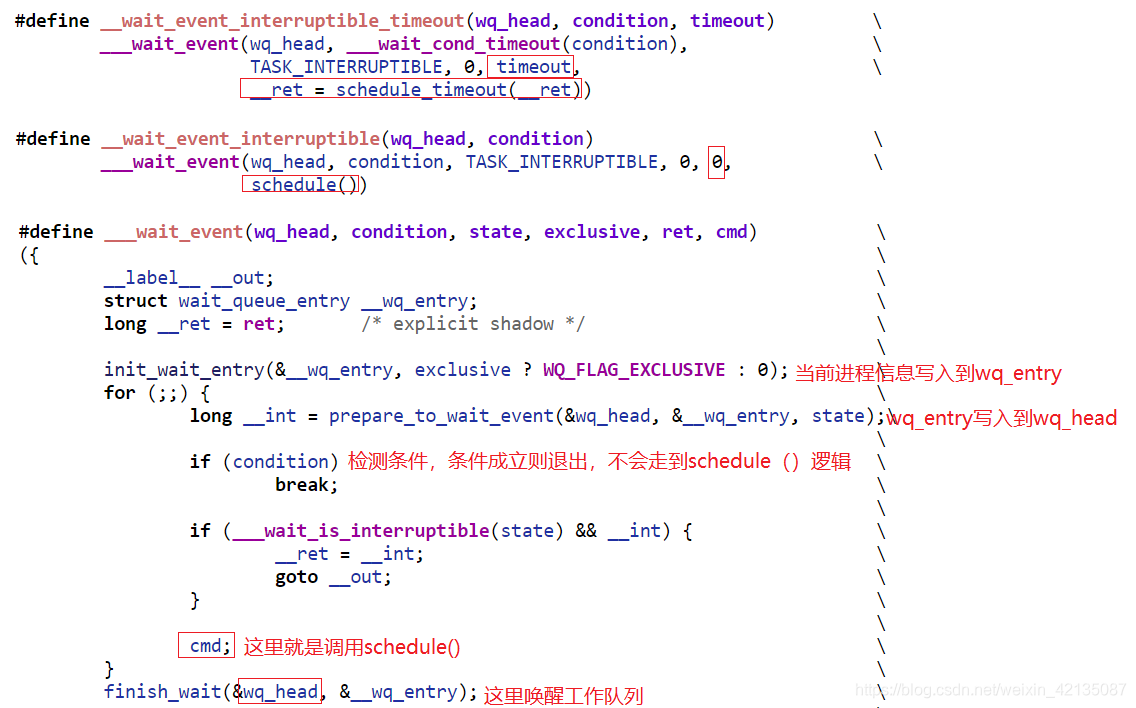 #define __wait_event_interruptible_timeout(wq_head, condition, timeout) \
___wait_event(wq_head, ___wait_cond_timeout(condition), \
TASK_INTERRUPTIBLE, 0, timeout, \
__ret = schedule_timeout(__ret))
#define __wait_event_interruptible(wq_head, condition) \
___wait_event(wq_head, condition, TASK_INTERRUPTIBLE, 0, 0, \
schedule())
#define ___wait_event(wq_head, condition, state, exclusive, ret, cmd) \
({ \
__label__ __out; \
struct wait_queue_entry __wq_entry; \
long __ret = ret; /* explicit shadow */ \
\
init_wait_entry(&__wq_entry, exclusive ? WQ_FLAG_EXCLUSIVE : 0); \ 当前进程信息写入到wq_entry
for (;;) { \
long __int = prepare_to_wait_event(&wq_head, &__wq_entry, state);\ wq_entry写入到wq_head
\
if (condition) 检测条件，条件成立则退出，不会走到schedule（）逻辑 \
break; \
\
if (___wait_is_interruptible(state) && __int) { \
__ret = __int; \
goto __out; \
} \
\
cmd; 这里就是调用schedule() \
} \
finish_wait(&wq_head, &__wq_entry); 这里唤醒工作队列 \
https://blog.csdn.net/weixin_42135087